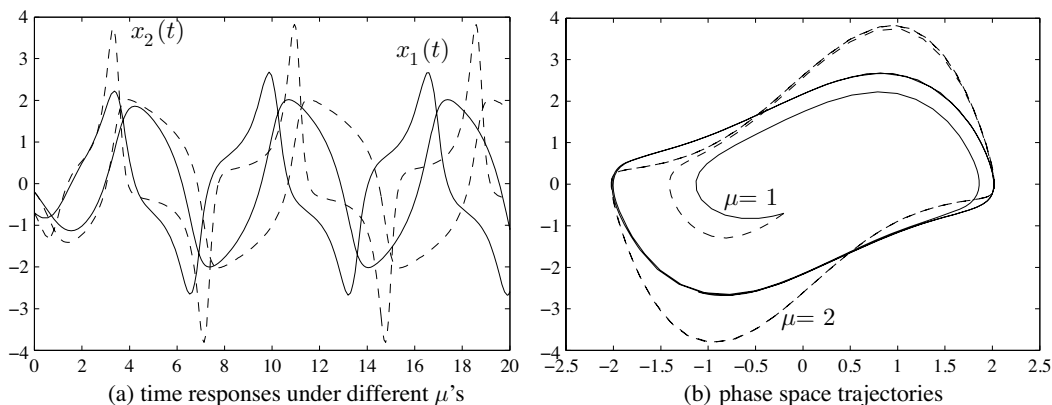 4
3
2
1
0
−1
−2
−3
−4
0 2 4 6 8 10 12 14 16 18 20
x₂(t)
x₁(t)
(a) time responses under different μ's
4
3
2
1
0
−1
−2
−3
−4
−2.5 −2 −1.5 −1 −0.5 0 0.5 1 1.5 2 2.5
μ= 1
μ= 2
(b) phase space trajectories